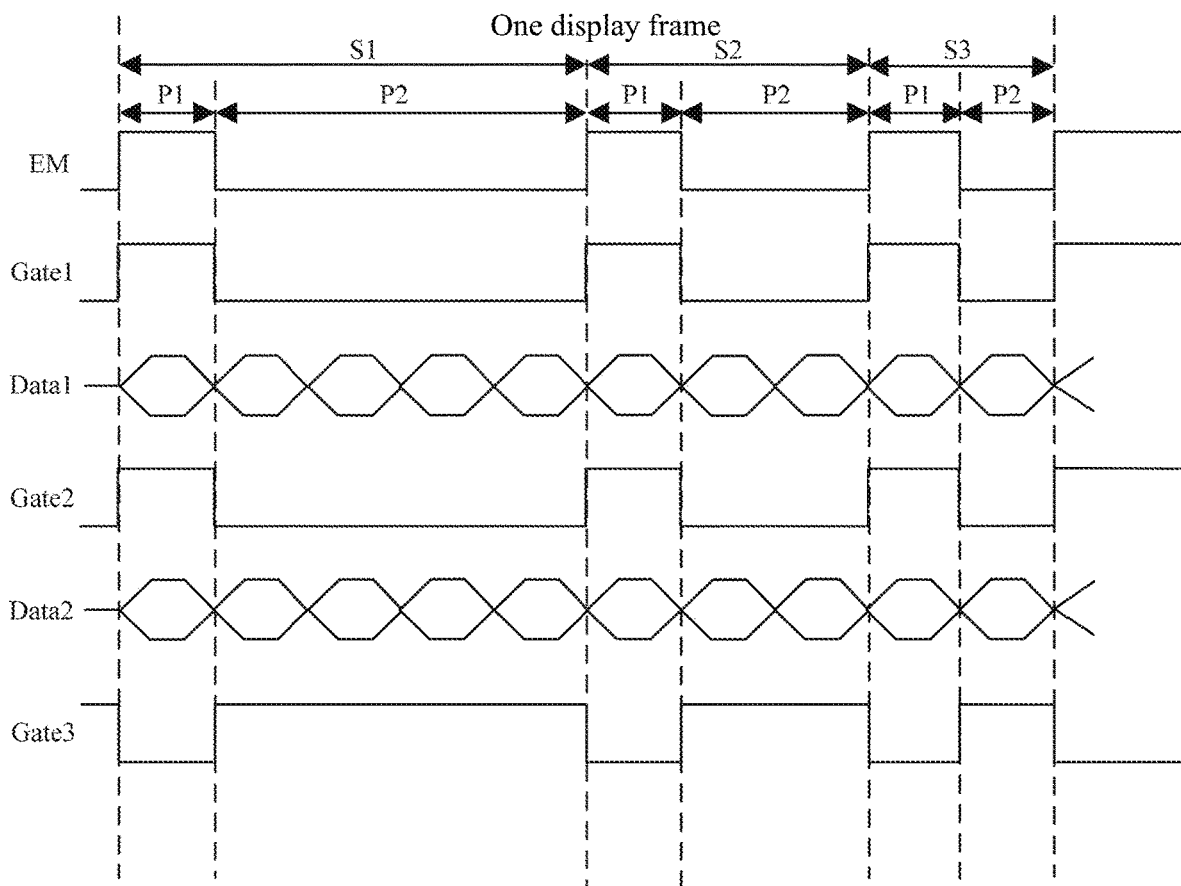 One display frame
S1 S2 S3
P1 P2 P1 P2 P1 P2
EM
Gate1
Data1
Gate2
Data2
Gate3